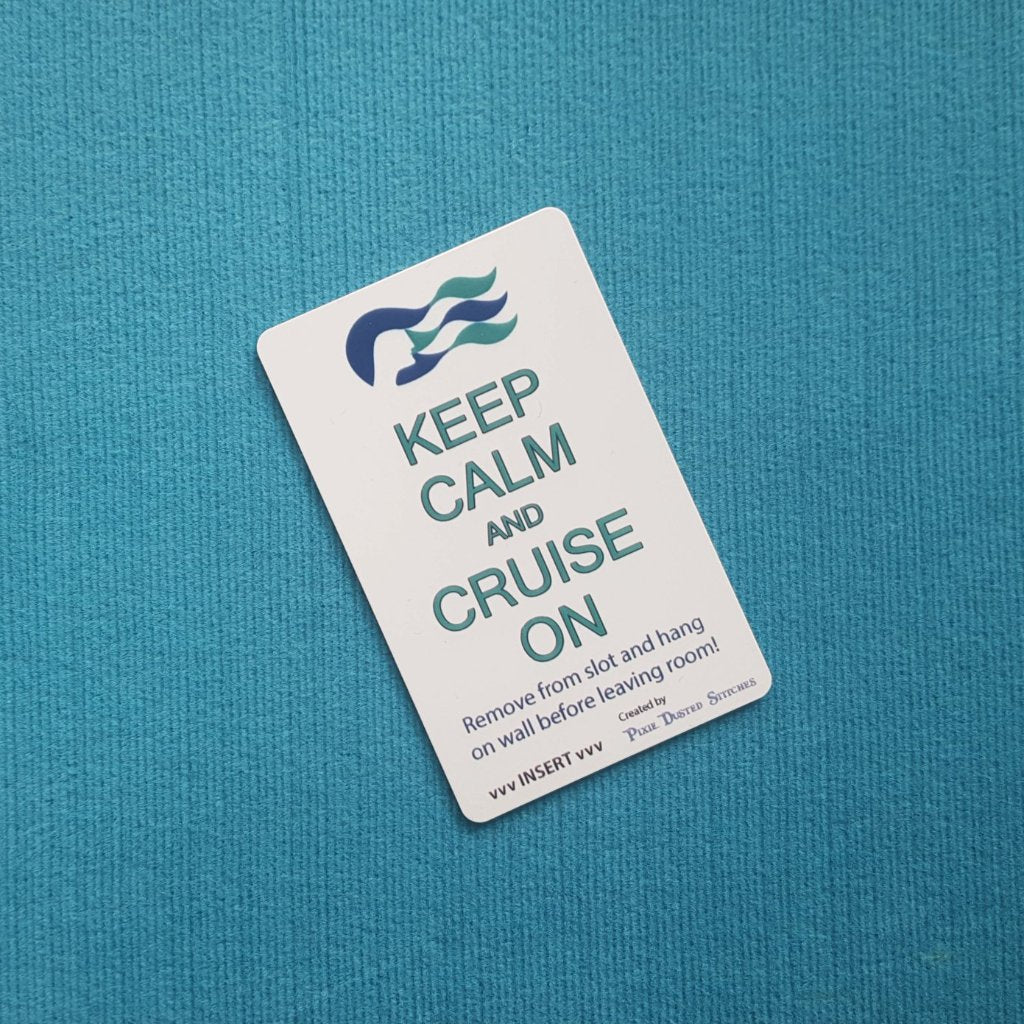 KEEP
CALM
AND
CRUISE
ON
Remove from slot and hang
on wall before leaving room!
Created by
PIXIE DUSTED STITCHES
vvv INSERT vvv